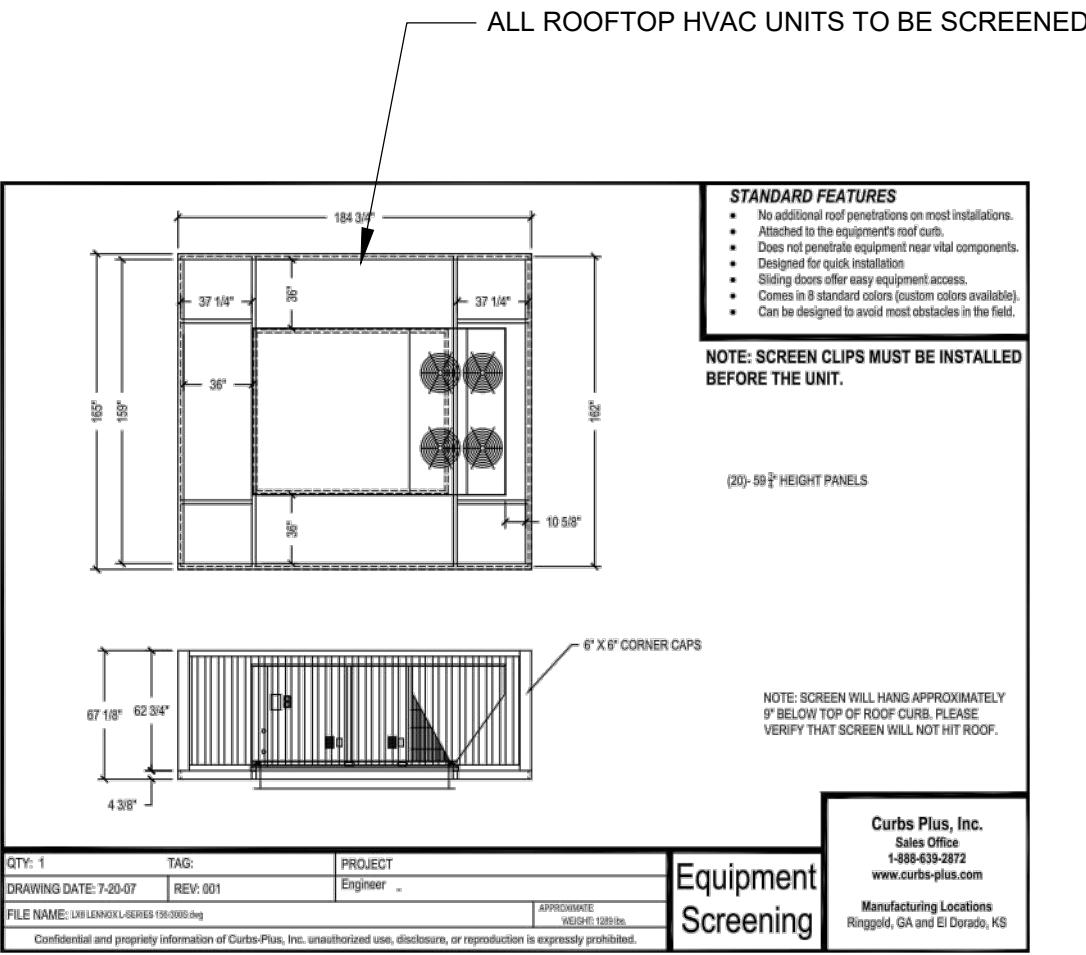 ALL ROOFTOP HVAC UNITS TO BE SCREENED
184 3/4"
37 1/4"
36"
37 1/4"
36"
165"
159"
162"
36"
10 5/8"
STANDARD FEATURES
• No additional roof penetrations on most installations.
• Attached to the equipment's roof curb.
• Does not penetrate equipment near vital components.
• Designed for quick installation
• Sliding doors offer easy equipment access.
• Comes in 8 standard colors (custom colors available).
• Can be designed to avoid most obstacles in the field.
NOTE: SCREEN CLIPS MUST BE INSTALLED
BEFORE THE UNIT.
(20)- 59 3/4" HEIGHT PANELS
6" X 6" CORNER CAPS
67 1/8"
62 3/4"
4 3/8"
NOTE: SCREEN WILL HANG APPROXIMATELY
9" BELOW TOP OF ROOF CURB. PLEASE
VERIFY THAT SCREEN WILL NOT HIT ROOF.
QTY: 1 TAG: PROJECT
DRAWING DATE: 7-20-07 REV: 001 Engineer
FILE NAME: LENNOX L-SERIES
APPROXIMATE
WEIGHT: 1289 lbs.
Confidential and propriety information of Curbs-Plus, Inc. unauthorized use, disclosure, or reproduction is expressly prohibited.
Equipment
Screening
Curbs Plus, Inc.
Sales Office
1-888-639-2872
www.curbs-plus.com
Manufacturing Locations
Ringgold, GA and El Dorado, KS